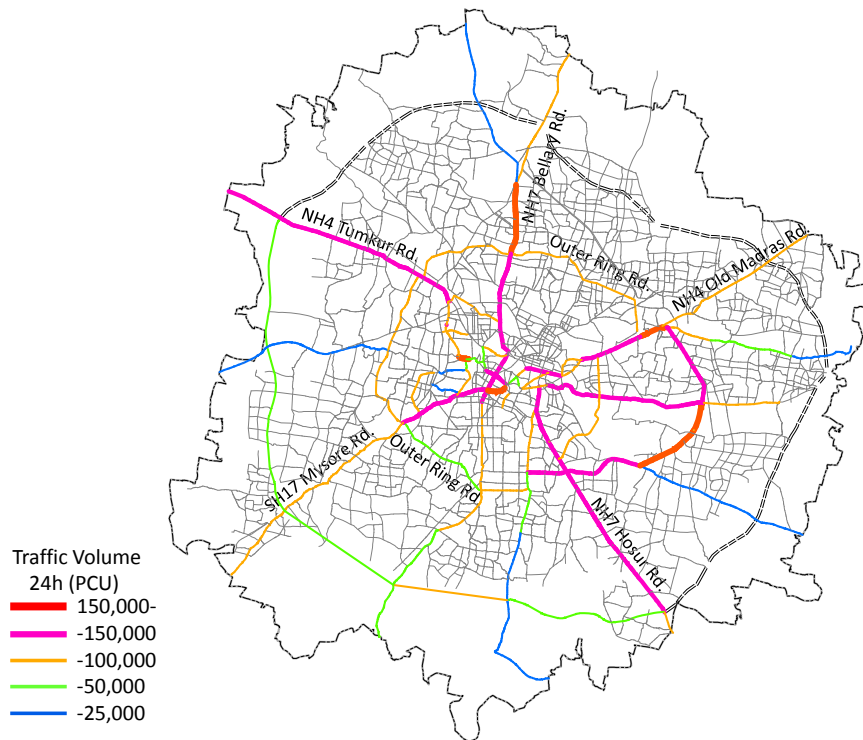 NH7 Bellary Rd.
NH4 Tumkur Rd.
Outer Ring Rd.
NH4 Old Madras Rd.
SH17 Mysore Rd.
Outer Ring Rd
NH7 Hosur Rd.
Traffic Volume
24h (PCU)
150,000-
-150,000
-100,000
-50,000
-25,000